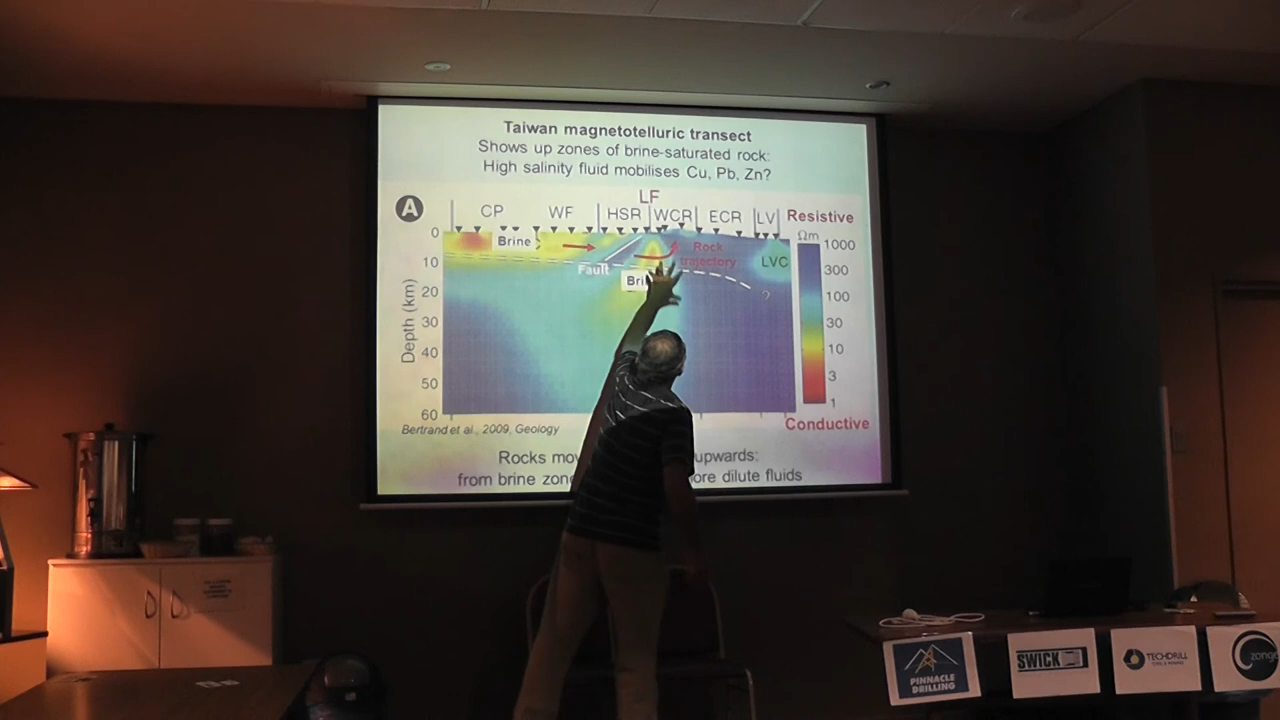 Taiwan magnetotelluric transect
Shows up zones of brine-saturated rock:
High salinity fluid mobilises Cu, Pb, Zn?
LF
A
CP WF HSR WCR ECR LV Resistive
Ωm
0 Brine Rock 1000
Fault trajectory LVC
10 300
Bri
20 ? 100
30 30
Depth (km)
40 10
50 3
60 1
Conductive
Bertrand et al., 2009, Geology
Rocks mov upwards:
from brine zon ore dilute fluids
PINNACLE
DRILLING
SWICK
TECHDRILL
zong